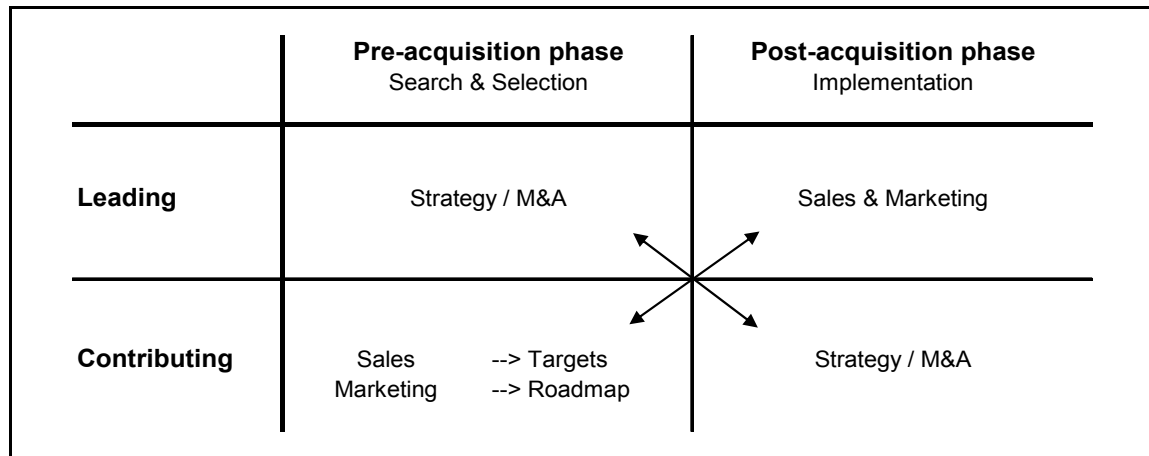 Pre-acquisition phase Post-acquisition phase
Search & Selection Implementation
Leading Strategy / M&A Sales & Marketing
Contributing Sales --> Targets Strategy / M&A
Marketing --> Roadmap